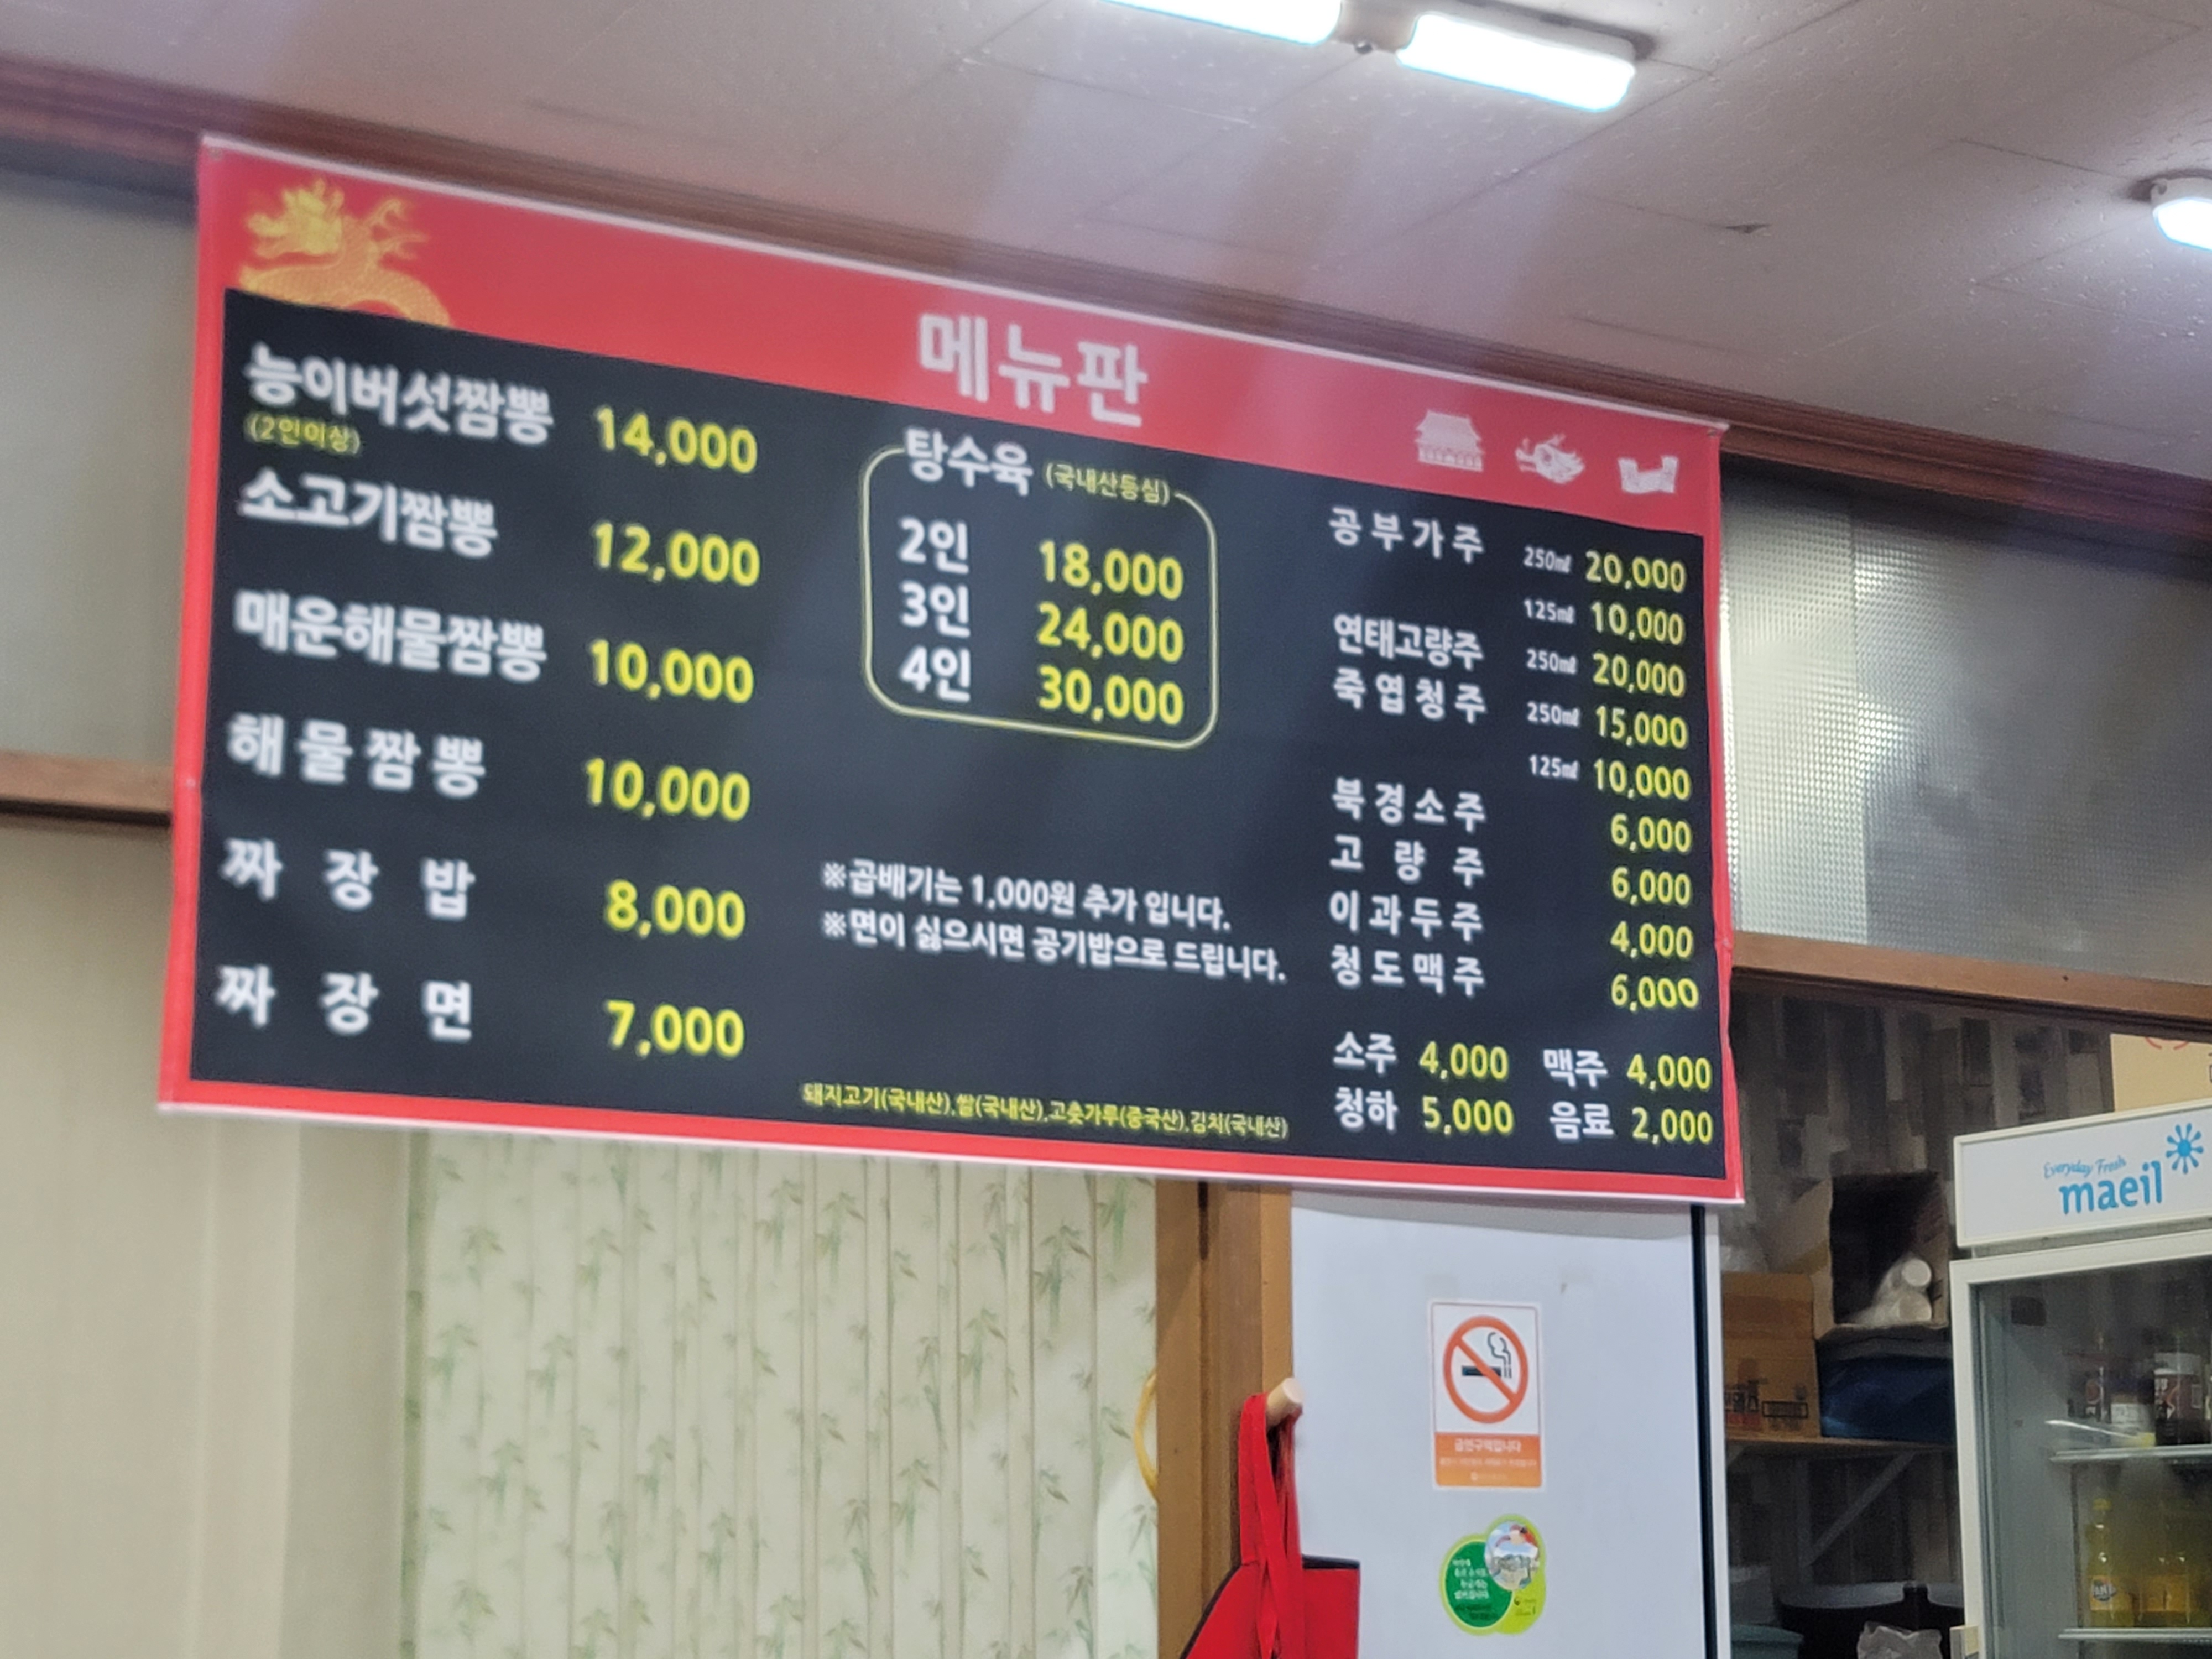 메뉴판
능이버섯짬뽕 14,000
(2인이상)
소고기짬뽕 12,000
매운해물짬뽕 10,000
해물짬뽕 10,000
짜장밥 8,000
짜장면 7,000
탕수육 (국내산등심)
2인 18,000
3인 24,000
4인 30,000
※곱배기는 1,000원 추가 입니다.
※면이 싫으시면 공기밥으로 드립니다.
돼지고기(국내산),쌀(국내산),고춧가루(중국산),김치(국내산)
공부가주 250㎖ 20,000
125㎖ 10,000
연태고량주 250㎖ 20,000
죽엽청주 250㎖ 15,000
125㎖ 10,000
북경소주 6,000
고량주 6,000
이과두주 4,000
청도맥주 6,000
소주 4,000 맥주 4,000
청하 5,000 음료 2,000
Everyday Fresh
maeil
금연구역입니다